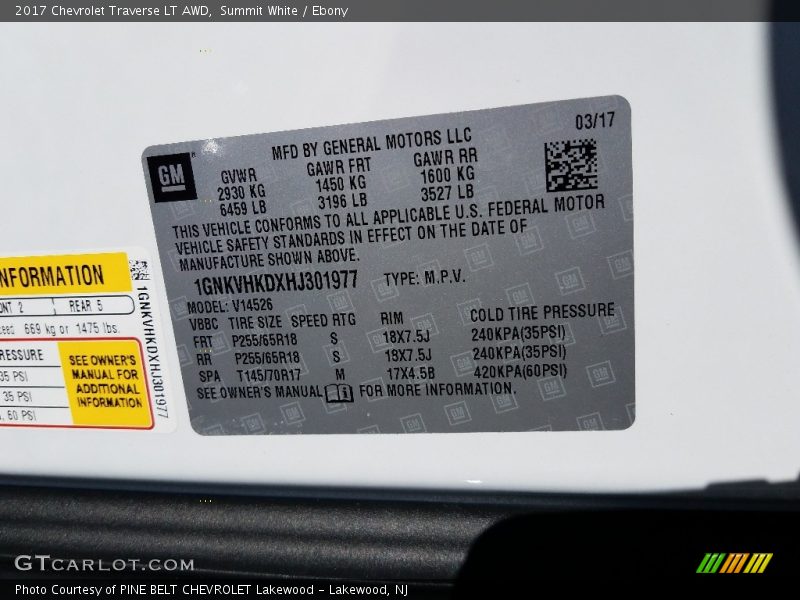 2017 Chevrolet Traverse LT AWD, Summit White / Ebony
GM
MFD BY GENERAL MOTORS LLC
03/17
GVWR GAWR FRT GAWR RR
2930 KG 1450 KG 1600 KG
6459 LB 3196 LB 3527 LB
THIS VEHICLE CONFORMS TO ALL APPLICABLE U.S. FEDERAL MOTOR
VEHICLE SAFETY STANDARDS IN EFFECT ON THE DATE OF
MANUFACTURE SHOWN ABOVE.
1GNKVHKDXHJ301977 TYPE: M.P.V.
MODEL: V14526
VBBC TIRE SIZE SPEED RTG RIM COLD TIRE PRESSURE
FRT P255/65R18 S 18X7.5J 240KPA(35PSI)
RR P255/65R18 S 18X7.5J 240KPA(35PSI)
SPA T145/70R17 M 17X4.5B 420KPA(60PSI)
SEE OWNER'S MANUAL FOR MORE INFORMATION.
NFORMATION
ONT 2 REAR 5
669 kg or 1475 lbs.
RESSURE
35 PSI
35 PSI
60 PSI
SEE OWNER'S
MANUAL FOR
ADDITIONAL
INFORMATION
1GNKVHKDXHJ301977
GTCARLOT.COM
Photo Courtesy of PINE BELT CHEVROLET Lakewood - Lakewood, NJ